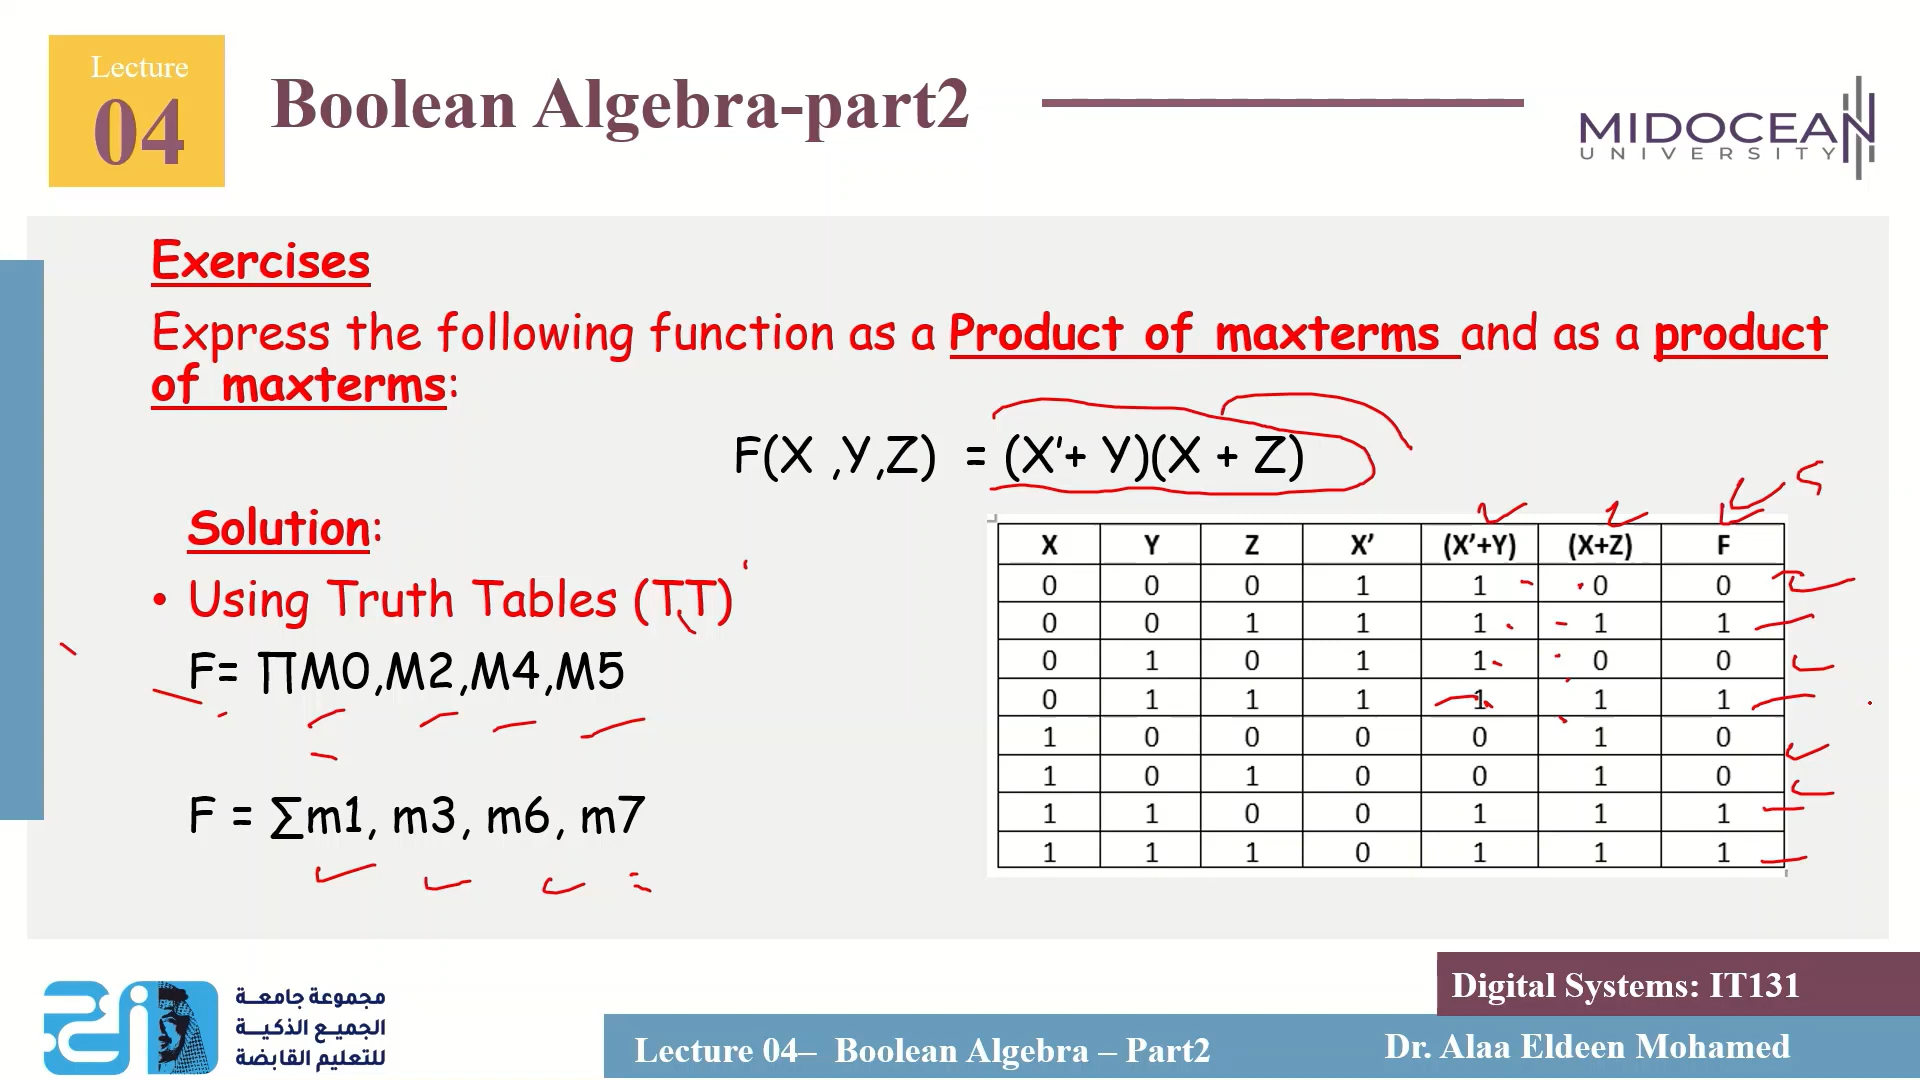 Lecture
04
Boolean Algebra-part2
MIDOCEAN
UNIVERSITY
Exercises
Express the following function as a Product of maxterms and as a product
of maxterms:
F(X ,Y,Z) = (X'+ Y)(X + Z)
Solution:
• Using Truth Tables (TT)
F= ∏M0,M2,M4,M5
F = ∑m1, m3, m6, m7
X Y Z X’ (X’+Y) (X+Z) F
0 0 0 1 1 0 0
0 0 1 1 1 1 1
0 1 0 1 1 0 0
0 1 1 1 1 1 1
1 0 0 0 0 1 0
1 0 1 0 0 1 0
1 1 0 0 1 1 1
1 1 1 0 1 1 1
مجموعة جامعة
الجميع الذكية
للتعليم القابضة
Digital Systems: IT131
Lecture 04– Boolean Algebra – Part2
Dr. Alaa Eldeen Mohamed